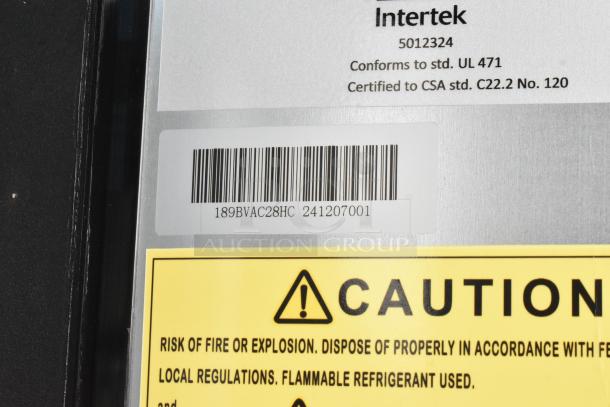 Intertek
5012324
Conforms to std. UL 471
Certified to CSA std. C22.2 No. 120
189BVAC28HC 241207001
AUCTION GROUP
CAUTION
RISK OF FIRE OR EXPLOSION. DISPOSE OF PROPERLY IN ACCORDANCE WITH FE
LOCAL REGULATIONS. FLAMMABLE REFRIGERANT USED.
and